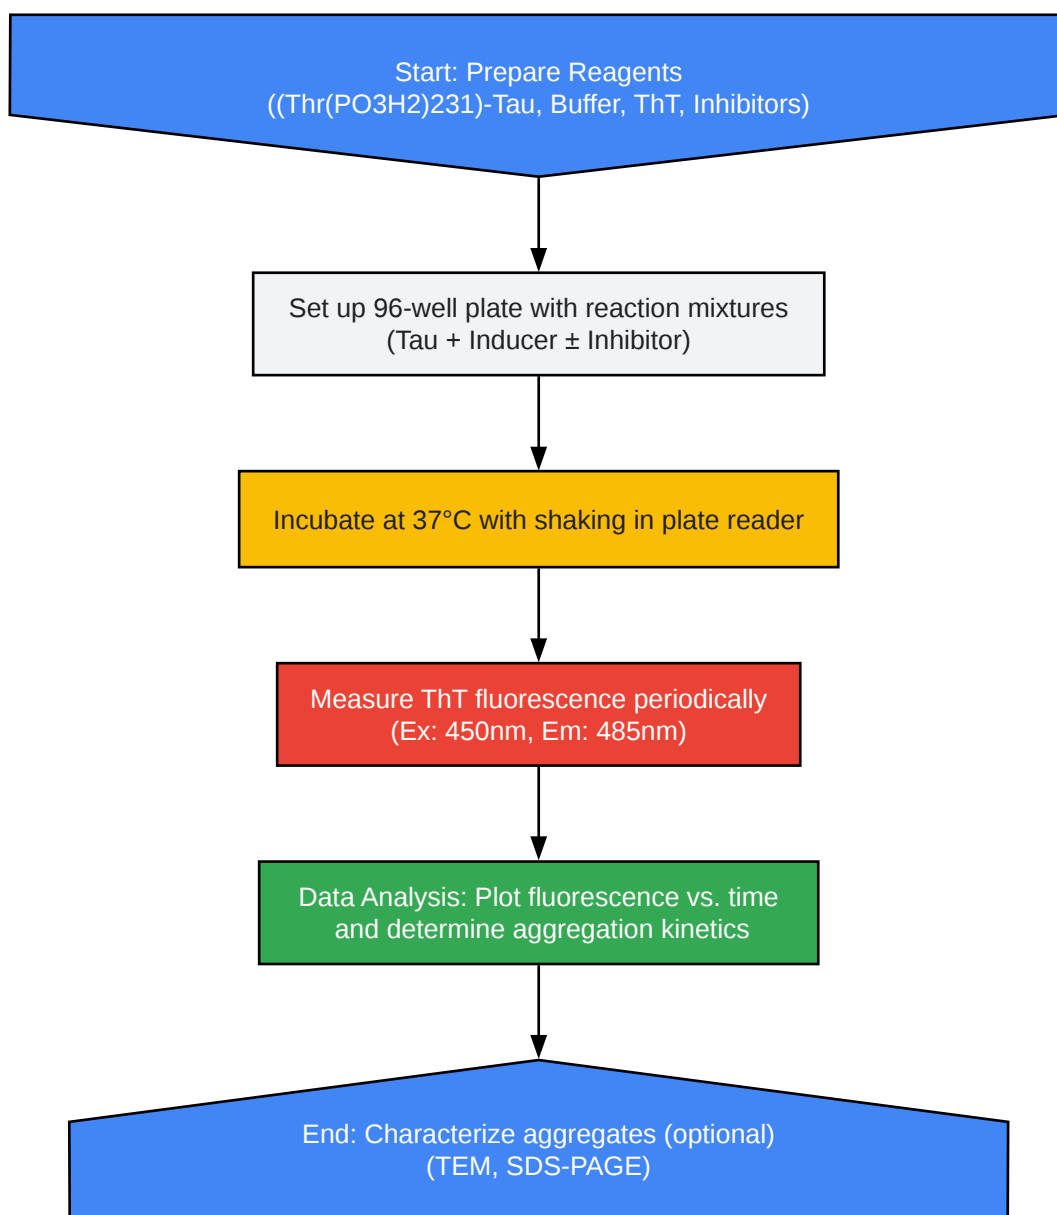 Start: Prepare Reagents
((Thr(PO3H2)231)-Tau, Buffer, ThT, Inhibitors)
Set up 96-well plate with reaction mixtures
(Tau + Inducer ± Inhibitor)
Incubate at 37°C with shaking in plate reader
Measure ThT fluorescence periodically
(Ex: 450nm, Em: 485nm)
Data Analysis: Plot fluorescence vs. time
and determine aggregation kinetics
End: Characterize aggregates (optional)
(TEM, SDS-PAGE)